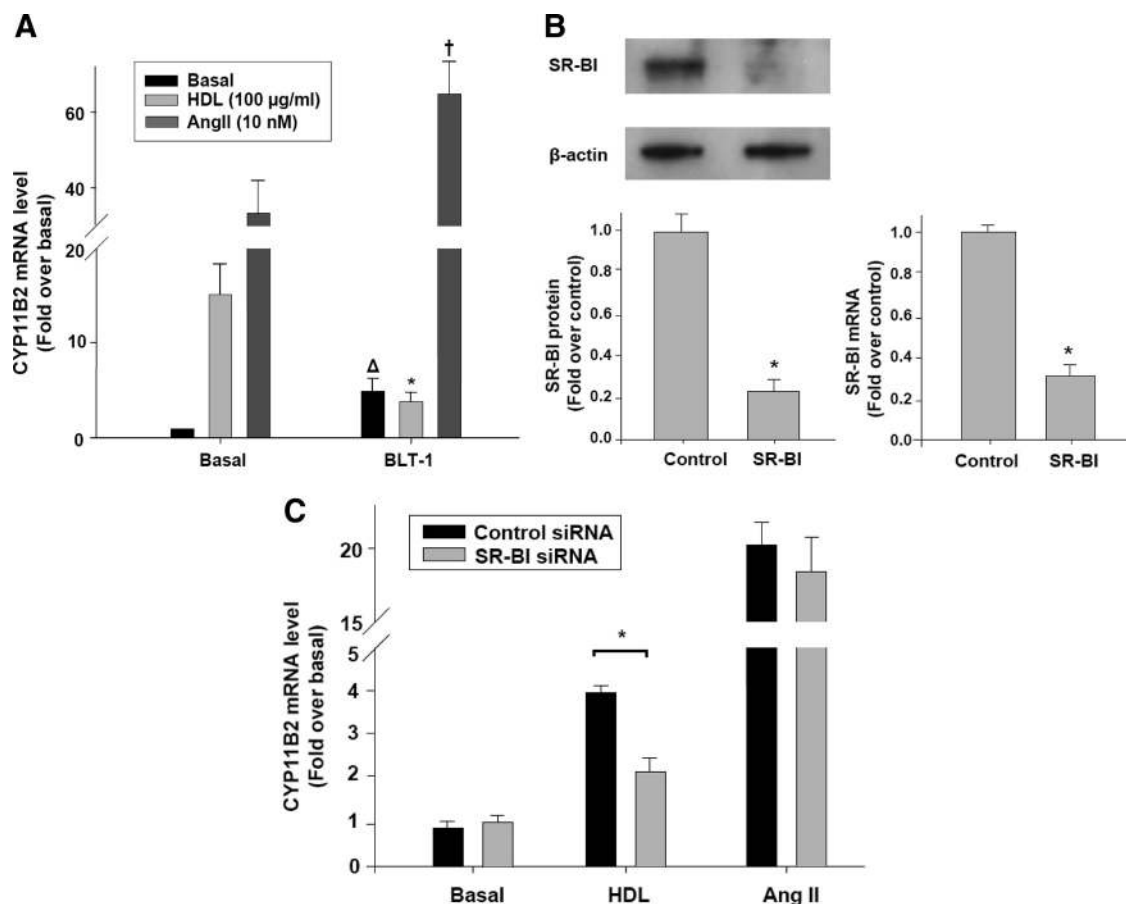 A
CYP11B2 mRNA level
(Fold over basal)
60
40
20
10
0
Basal
HDL (100 µg/ml)
AngII (10 nM)
†
Δ
*
Basal
BLT-1
B
SR-BI
β-actin
SR-BI protein
(Fold over control)
1.0
0.8
0.6
0.4
0.2
0.0
*
Control
SR-BI
SR-BI mRNA
(Fold over control)
1.0
0.8
0.6
0.4
0.2
0.0
*
Control
SR-BI
C
CYP11B2 mRNA level
(Fold over basal)
20
15
5
4
3
2
1
0
Control siRNA
SR-BI siRNA
*
Basal
HDL
Ang II